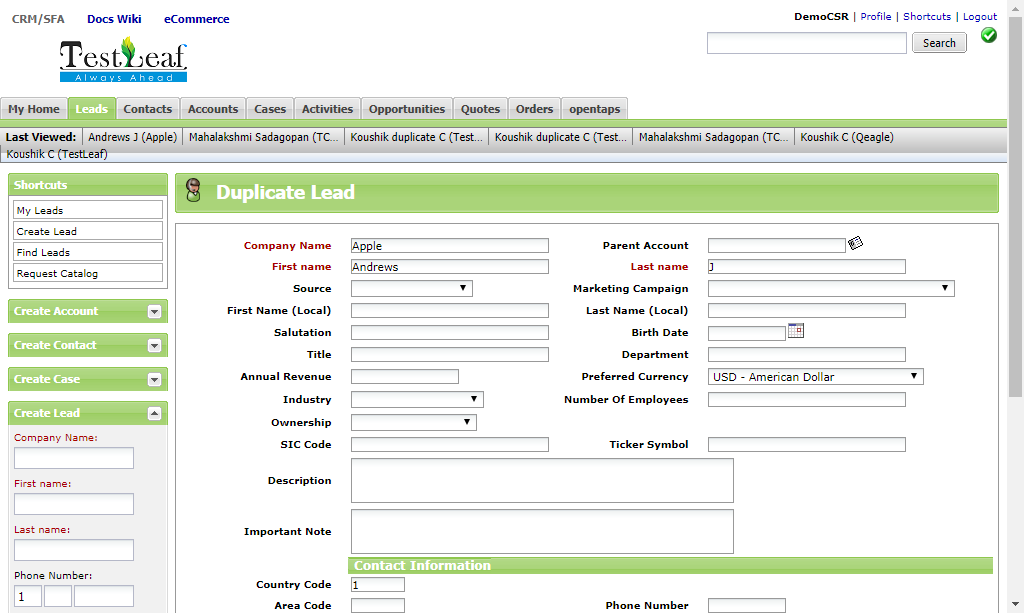 CRM/SFA Docs Wiki eCommerce DemoCSR | Profile | Shortcuts | Logout
TestLeaf
Always Ahead
Search
My Home Leads Contacts Accounts Cases Activities Opportunities Quotes Orders opentaps
Last Viewed: Andrews J (Apple) Mahalakshmi Sadagopan (TC... Koushik duplicate C (Test... Koushik duplicate C (Test... Mahalakshmi Sadagopan (TC... Koushik C (Qeagle)
Koushik C (TestLeaf)
Shortcuts
My Leads
Create Lead
Find Leads
Request Catalog
Create Account
Create Contact
Create Case
Create Lead
Company Name:
First name:
Last name:
Phone Number:
1
Duplicate Lead
Company Name Apple Parent Account
First name Andrews Last name J
Source Marketing Campaign
First Name (Local) Last Name (Local)
Salutation Birth Date
Title Department
Annual Revenue Preferred Currency USD - American Dollar
Industry Number Of Employees
Ownership
SIC Code Ticker Symbol
Description
Important Note
Contact Information
Country Code 1
Area Code Phone Number